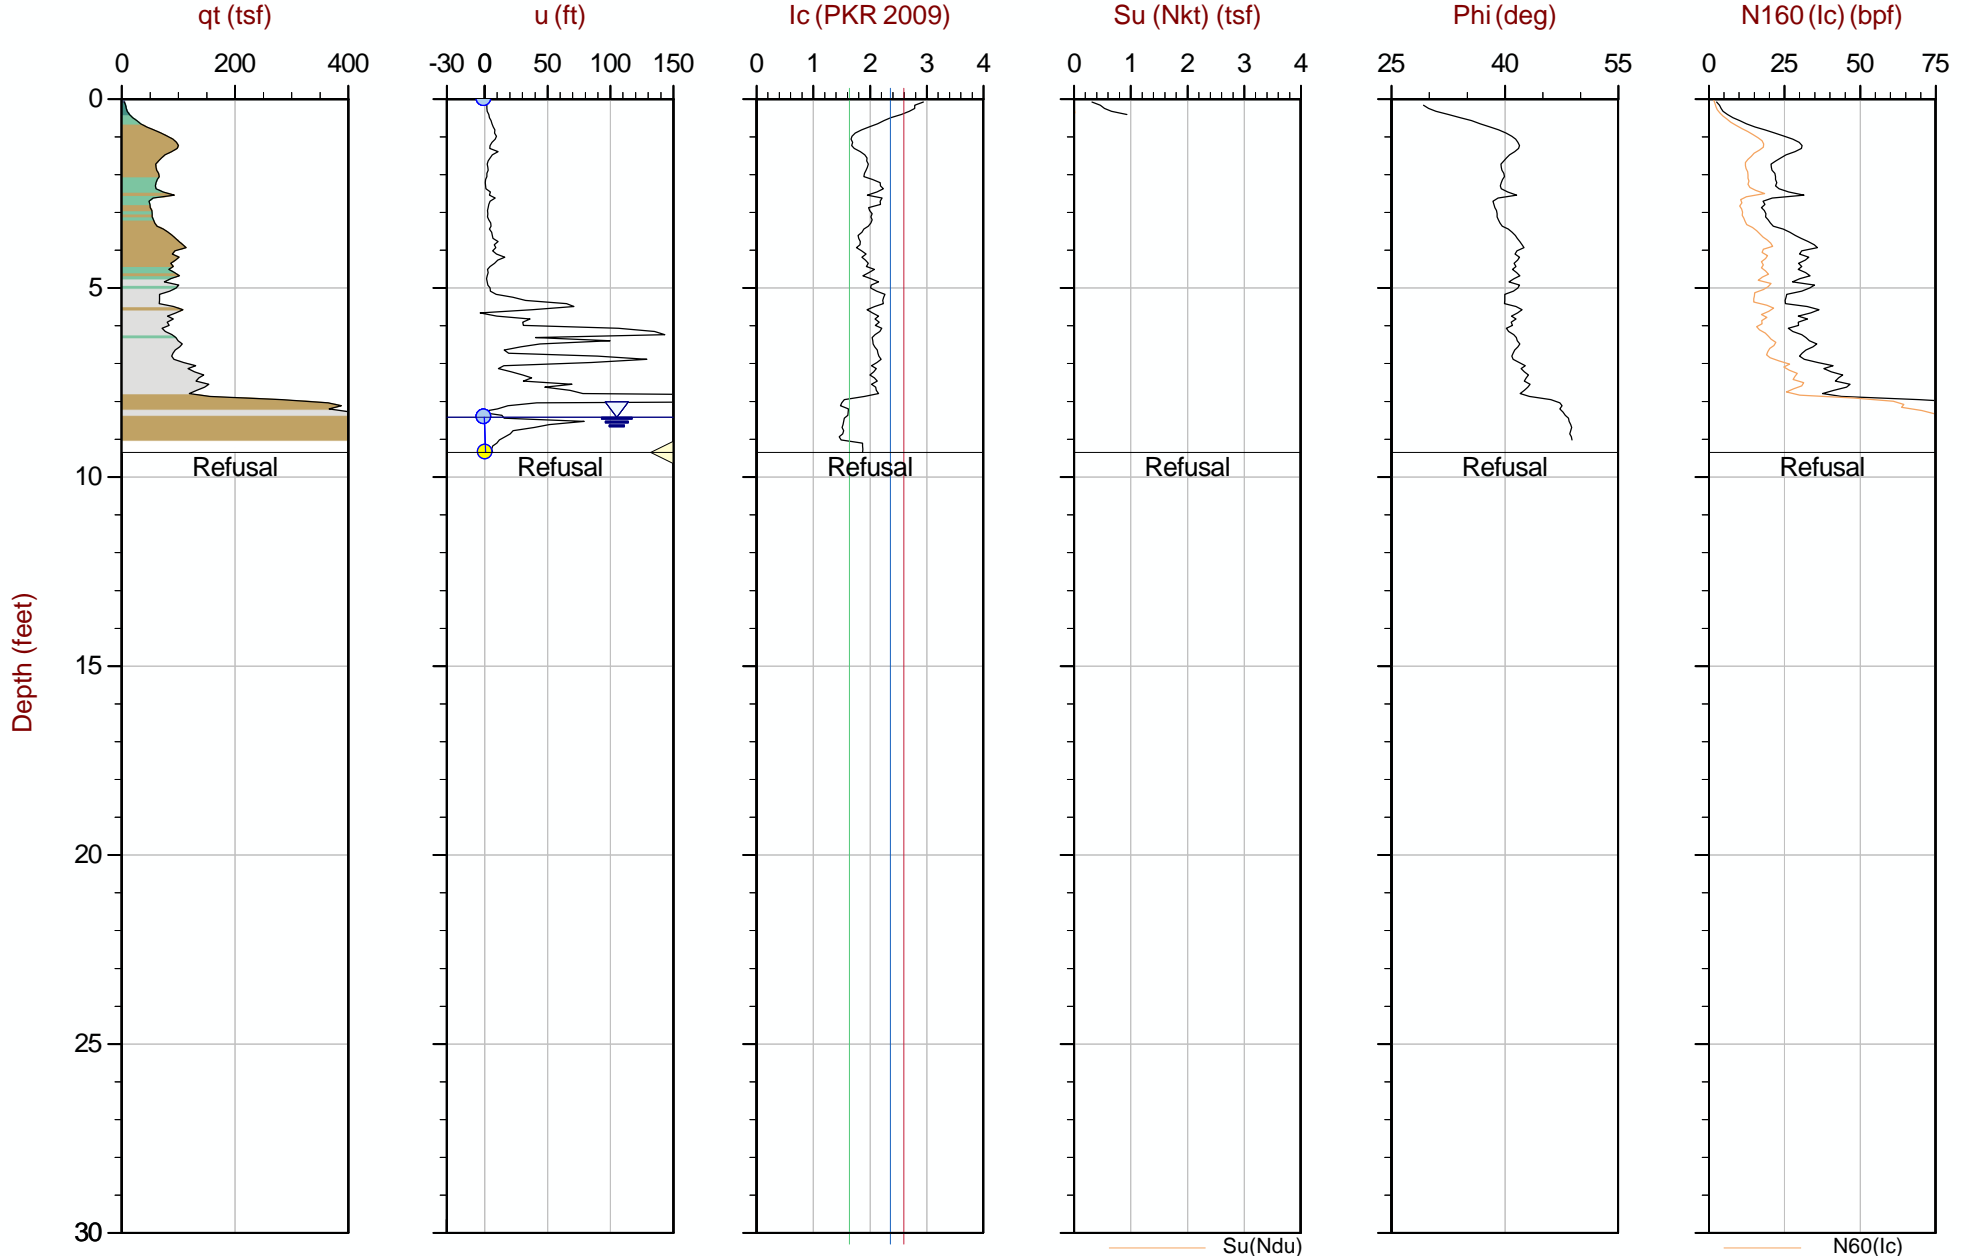 qt (tsf) u (ft) Ic (PKR 2009) Su (Nkt) (tsf) Phi (deg) N160 (Ic) (bpf)
0 200 400 -30 0 50 100 150 0 1 2 3 4 0 1 2 3 4 25 40 55 0 25 50 75
0
5
Refusal Refusal Refusal Refusal Refusal Refusal
10
15
Depth (feet)
20
25
30
Su(Ndu) N60(Ic)